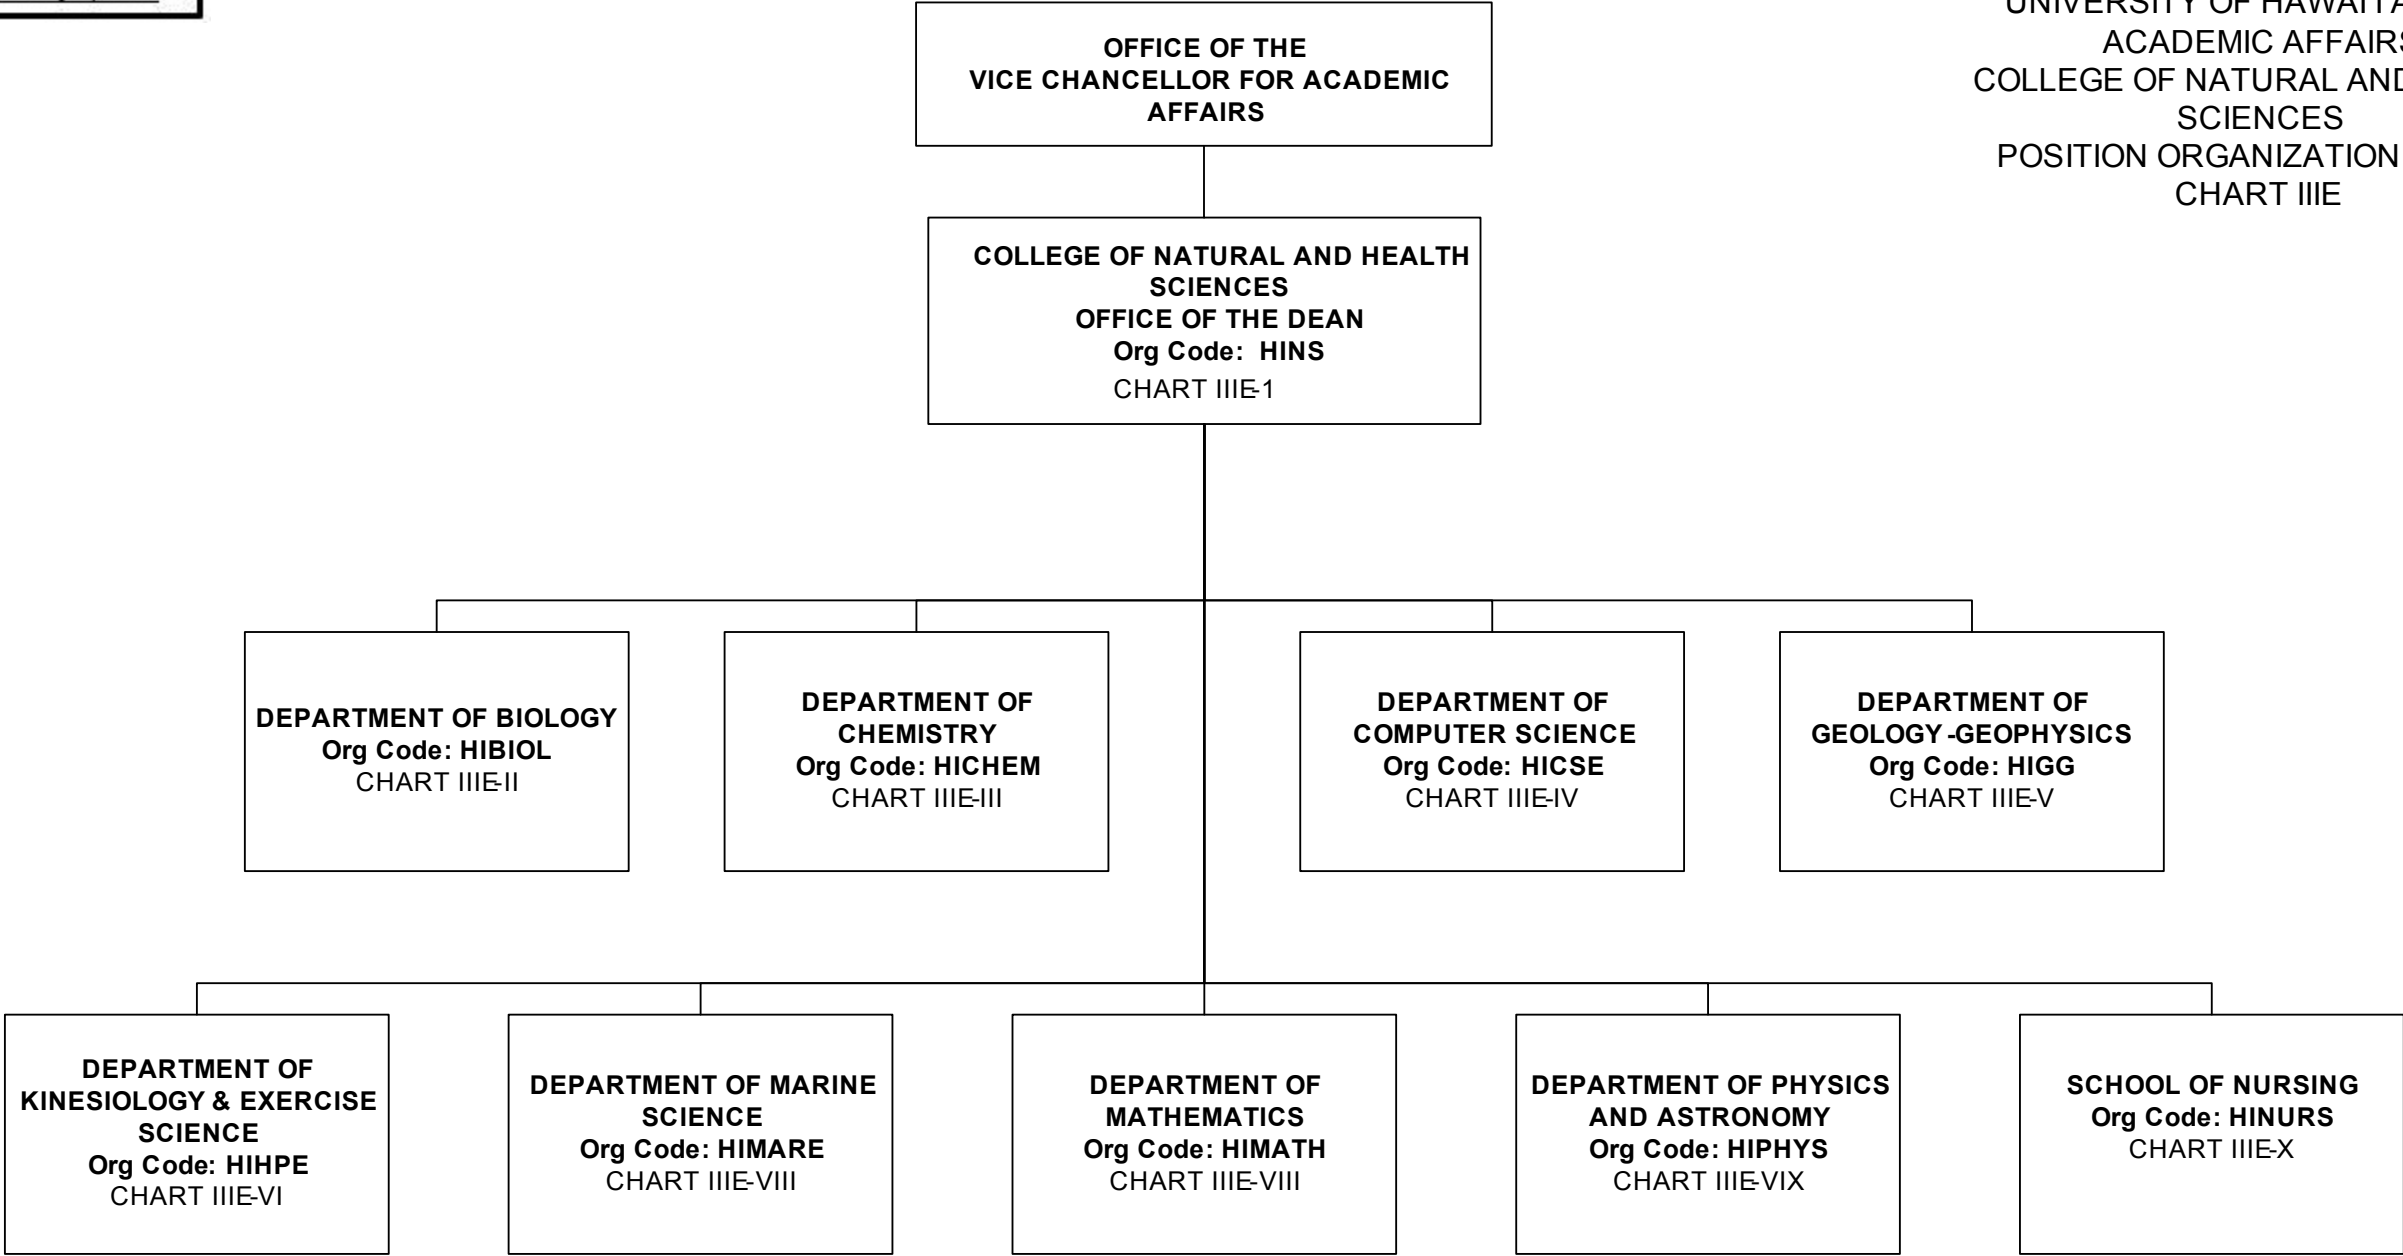 UNIVERSITY OF HAWAI'I A
ACADEMIC AFFAIRS
COLLEGE OF NATURAL AND
SCIENCES
POSITION ORGANIZATION
CHART IIIE
OFFICE OF THE
VICE CHANCELLOR FOR ACADEMIC
AFFAIRS
COLLEGE OF NATURAL AND HEALTH
SCIENCES
OFFICE OF THE DEAN
Org Code: HINS
CHART IIIE-1
DEPARTMENT OF BIOLOGY
Org Code: HIBIOL
CHART IIIE-II
DEPARTMENT OF
CHEMISTRY
Org Code: HICHEM
CHART IIIE-III
DEPARTMENT OF
COMPUTER SCIENCE
Org Code: HICSE
CHART IIIE-IV
DEPARTMENT OF
GEOLOGY-GEOPHYSICS
Org Code: HIGG
CHART IIIE-V
DEPARTMENT OF
KINESIOLOGY & EXERCISE
SCIENCE
Org Code: HIHPE
CHART IIIE-VI
DEPARTMENT OF MARINE
SCIENCE
Org Code: HIMARE
CHART IIIE-VIII
DEPARTMENT OF
MATHEMATICS
Org Code: HIMATH
CHART IIIE-VIII
DEPARTMENT OF PHYSICS
AND ASTRONOMY
Org Code: HIPHYS
CHART IIIE-VIX
SCHOOL OF NURSING
Org Code: HINURS
CHART IIIE-X